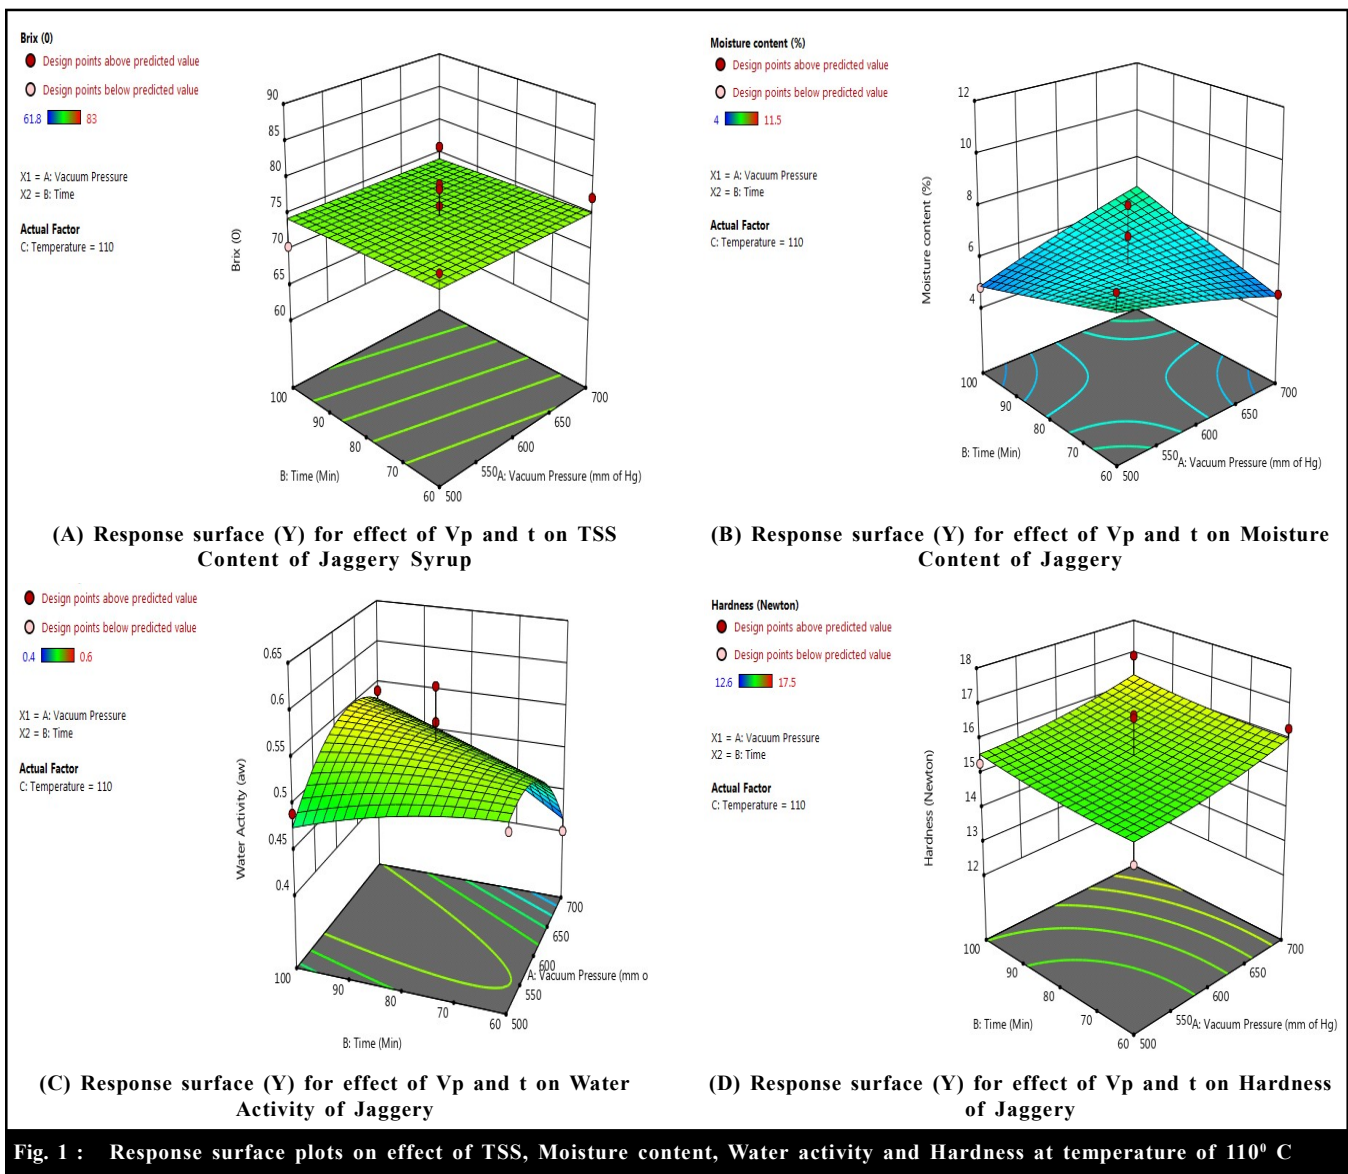 Brix (0)
Design points above predicted value
Design points below predicted value
61.8 83
X1 = A: Vacuum Pressure
X2 = B: Time
Actual Factor
C: Temperature = 110
90
85
80
75
70
65
60
Brix (0)
100
90
80
70
60
500
550
600
650
700
B: Time (Min)
A: Vacuum Pressure (mm of Hg)
(A) Response surface (Y) for effect of Vp and t on TSS
Content of Jaggery Syrup
Moisture content (%)
Design points above predicted value
Design points below predicted value
4 11.5
X1 = A: Vacuum Pressure
X2 = B: Time
Actual Factor
C: Temperature = 110
12
10
8
6
4
Moisture content (%)
100
90
80
70
60
500
550
600
650
700
B: Time (Min)
A: Vacuum Pressure (mm of Hg)
(B) Response surface (Y) for effect of Vp and t on Moisture
Content of Jaggery
Design points above predicted value
Design points below predicted value
0.4 0.6
X1 = A: Vacuum Pressure
X2 = B: Time
Actual Factor
C: Temperature = 110
0.65
0.6
0.55
0.5
0.45
0.4
Water Activity (aw)
100
90
80
70
60
500
550
600
650
700
B: Time (Min)
A: Vacuum Pressure (mm o
(C) Response surface (Y) for effect of Vp and t on Water
Activity of Jaggery
Hardness (Newton)
Design points above predicted value
Design points below predicted value
12.6 17.5
X1 = A: Vacuum Pressure
X2 = B: Time
Actual Factor
C: Temperature = 110
18
17
16
15
14
13
12
Hardness (Newton)
100
90
80
70
60
500
550
600
650
700
B: Time (Min)
A: Vacuum Pressure (mm of Hg)
(D) Response surface (Y) for effect of Vp and t on Hardness
of Jaggery
Fig. 1 : Response surface plots on effect of TSS, Moisture content, Water activity and Hardness at temperature of 110⁰ C